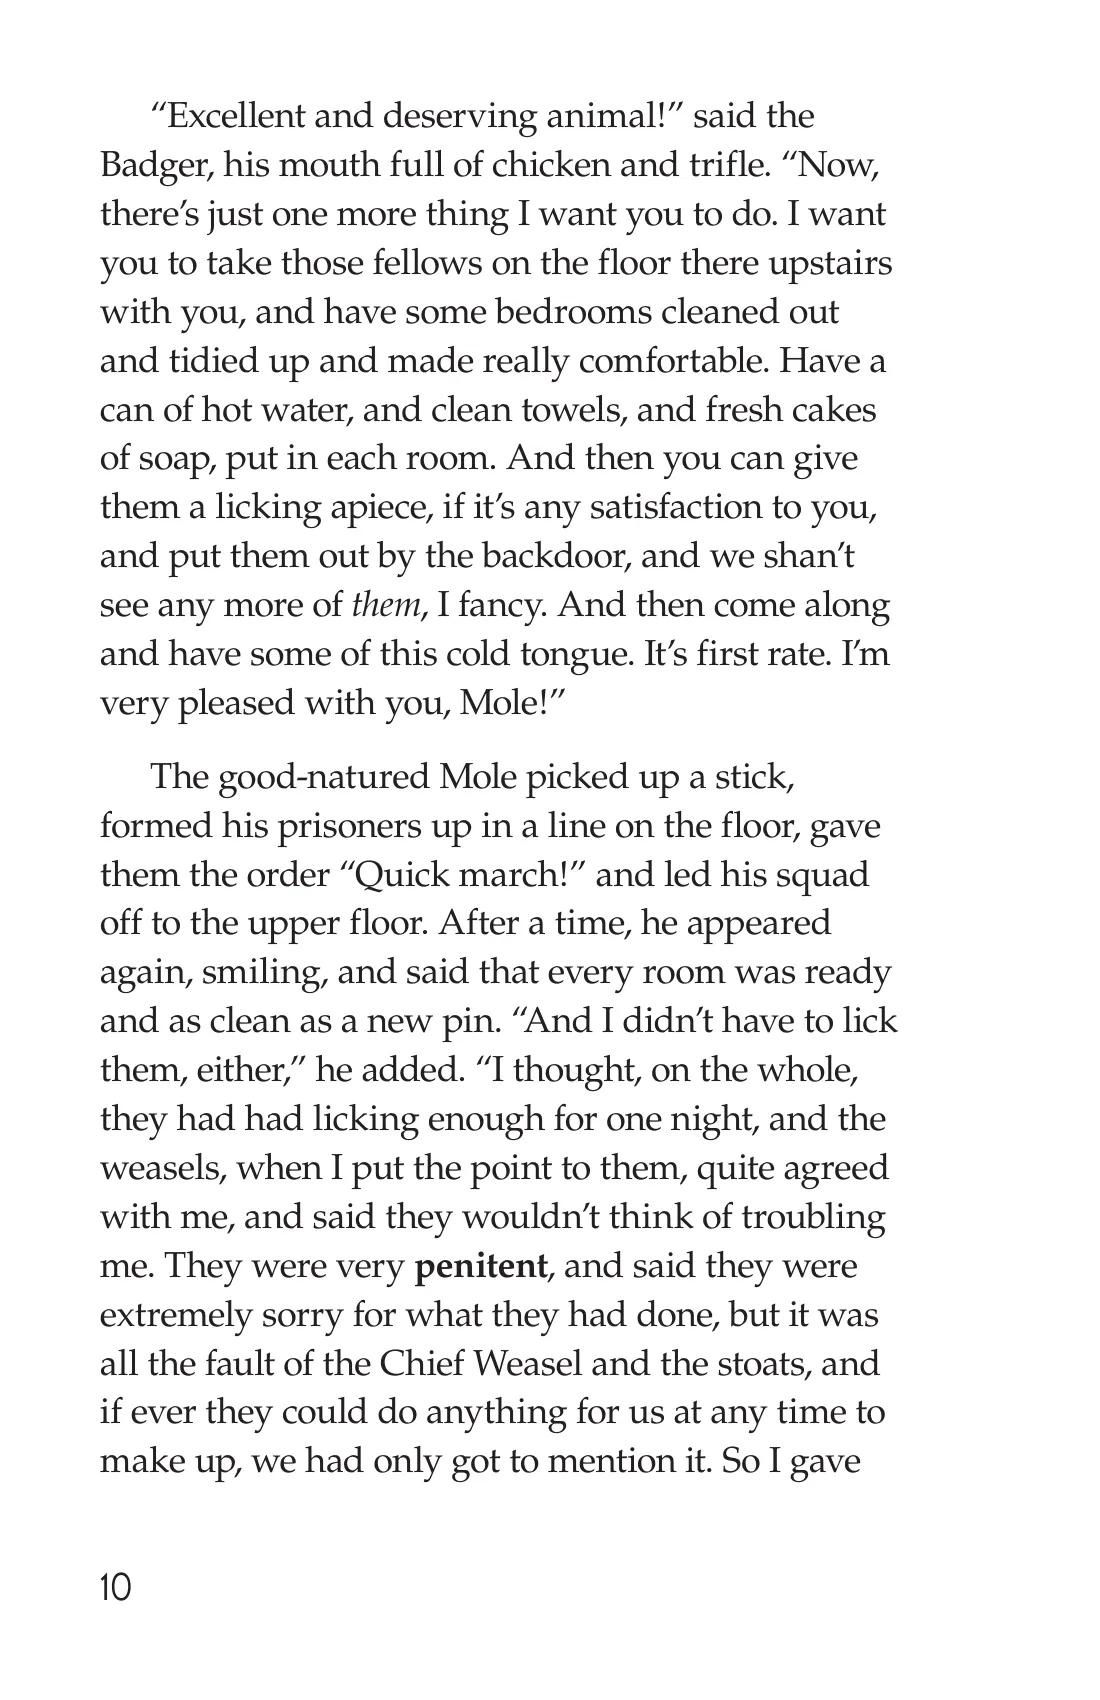 “Excellent and deserving animal!” said the
Badger, his mouth full of chicken and trifle. “Now,
there’s just one more thing I want you to do. I want
you to take those fellows on the floor there upstairs
with you, and have some bedrooms cleaned out
and tidied up and made really comfortable. Have a
can of hot water, and clean towels, and fresh cakes
of soap, put in each room. And then you can give
them a licking apiece, if it’s any satisfaction to you,
and put them out by the backdoor, and we shan’t
see any more of them, I fancy. And then come along
and have some of this cold tongue. It’s first rate. I’m
very pleased with you, Mole!”
The good-natured Mole picked up a stick,
formed his prisoners up in a line on the floor, gave
them the order “Quick march!” and led his squad
off to the upper floor. After a time, he appeared
again, smiling, and said that every room was ready
and as clean as a new pin. “And I didn’t have to lick
them, either,” he added. “I thought, on the whole,
they had had licking enough for one night, and the
weasels, when I put the point to them, quite agreed
with me, and said they wouldn’t think of troubling
me. They were very penitent, and said they were
extremely sorry for what they had done, but it was
all the fault of the Chief Weasel and the stoats, and
if ever they could do anything for us at any time to
make up, we had only got to mention it. So I gave
10